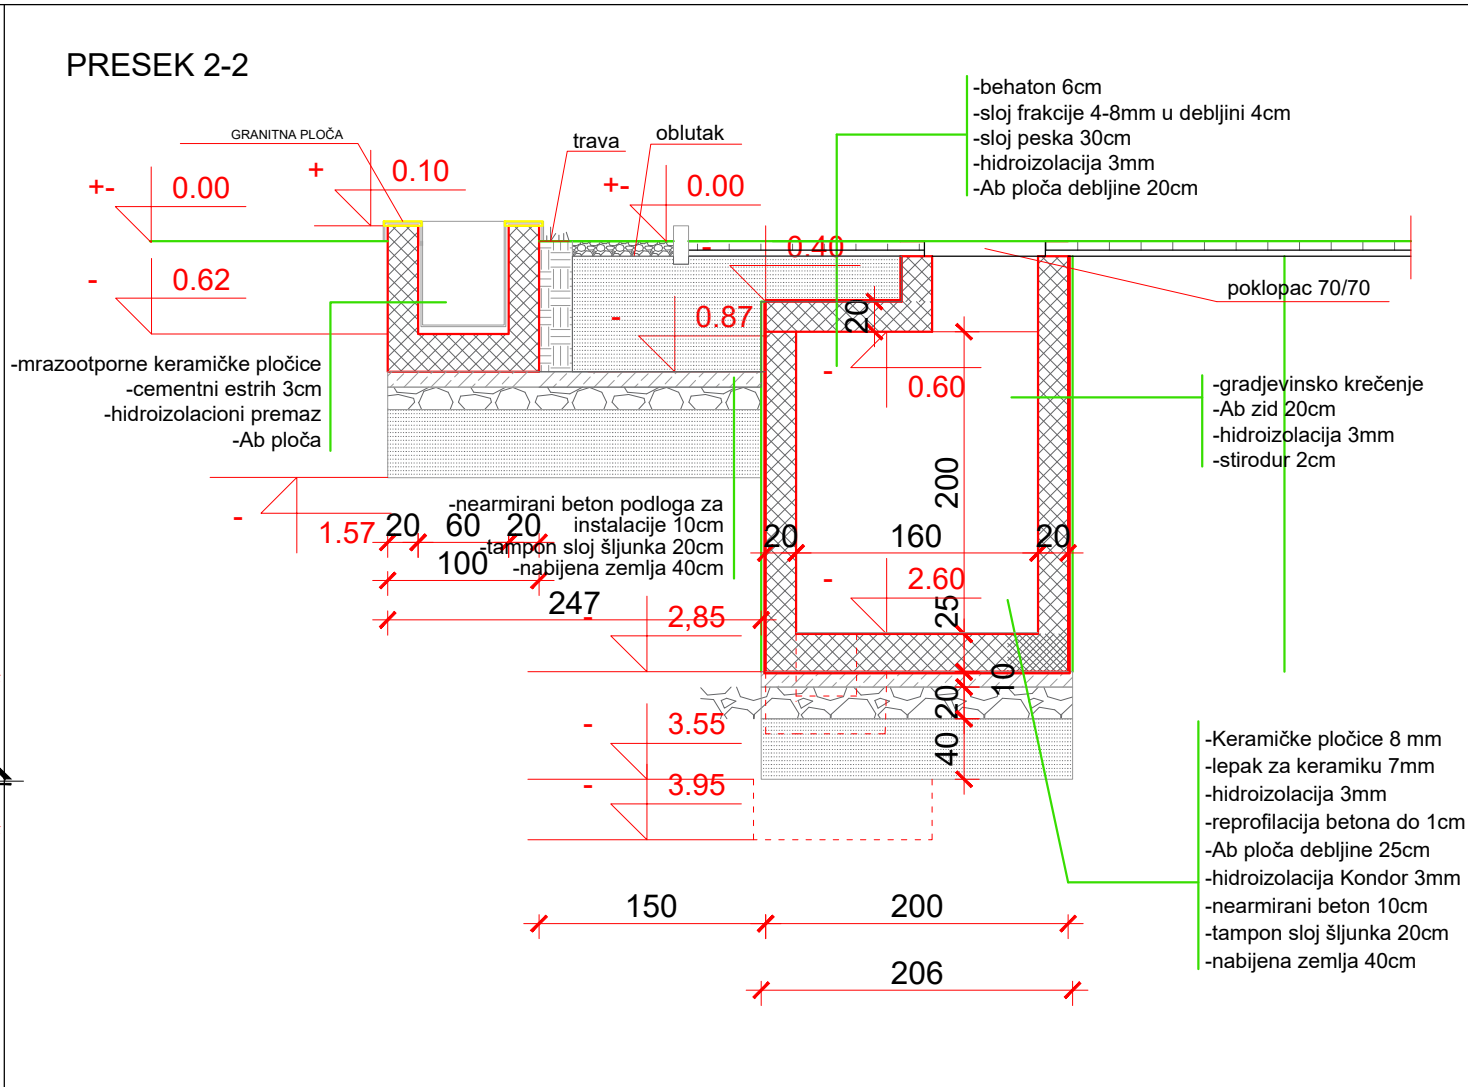 PRESEK 2-2
GRANITNA PLOČA
trava
oblutak
-behaton 6cm
-sloj frakcije 4-8mm u debljini 4cm
-sloj peska 30cm
-hidroizolacija 3mm
-Ab ploča debljine 20cm
+- 0.00
+ 0.10
+- 0.00
- 0.40
- 0.62
- 0.87
20
poklopac 70/70
-mrazootporne keramičke pločice
-cementni estrih 3cm
-hidroizolacioni premaz
-Ab ploča
- 0.60
-gradjevinsko krečenje
-Ab zid 20cm
-hidroizolacija 3mm
-stirodur 2cm
200
- 1.57
20 60 20
100
247
-nearmirani beton podloga za
instalacije 10cm
-tampon sloj šljunka 20cm
-nabijena zemlja 40cm
20 160 20
- 2.60
25
- 2,85
10
20
40
- 3.55
- 3.95
-Keramičke pločice 8 mm
-lepak za keramiku 7mm
-hidroizolacija 3mm
-reprofilacija betona do 1cm
-Ab ploča debljine 25cm
-hidroizolacija Kondor 3mm
-nearmirani beton 10cm
-tampon sloj šljunka 20cm
-nabijena zemlja 40cm
150 200
206